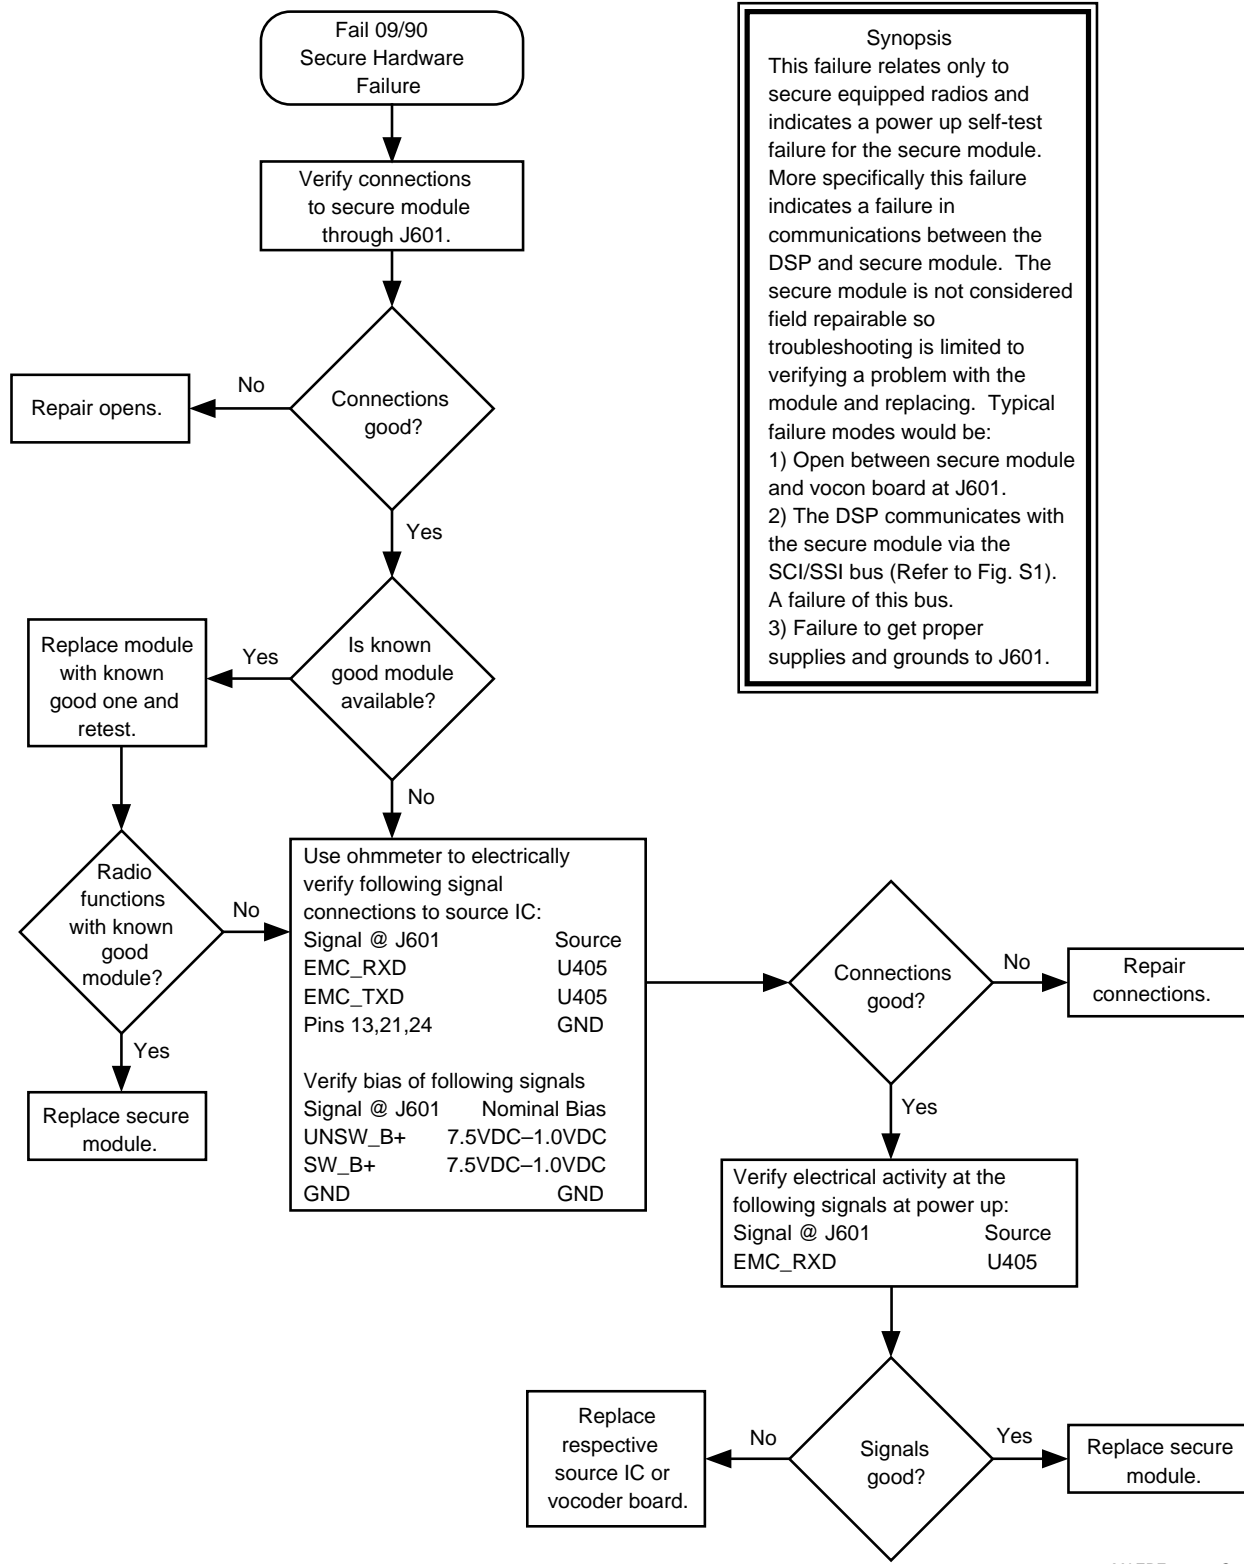 Fail 09/90
Secure Hardware
Failure
Verify connections
to secure module
through J601.
Connections
good?
No
Repair opens.
Yes
Is known
good module
available?
Yes
Replace module
with known
good one and
retest.
No
Radio
functions
with known
good
module?
No
Yes
Replace secure
module.
Use ohmmeter to electrically
verify following signal
connections to source IC:
Signal @ J601 Source
EMC_RXD U405
EMC_TXD U405
Pins 13,21,24 GND
Verify bias of following signals
Signal @ J601 Nominal Bias
UNSW_B+ 7.5VDC–1.0VDC
SW_B+ 7.5VDC–1.0VDC
GND GND
Connections
good?
No
Repair
connections.
Yes
Verify electrical activity at the
following signals at power up:
Signal @ J601 Source
EMC_RXD U405
Signals
good?
No
Replace
respective
source IC or
vocoder board.
Yes
Replace secure
module.
Synopsis
This failure relates only to
secure equipped radios and
indicates a power up self-test
failure for the secure module.
More specifically this failure
indicates a failure in
communications between the
DSP and secure module. The
secure module is not considered
field repairable so
troubleshooting is limited to
verifying a problem with the
module and replacing. Typical
failure modes would be:
1) Open between secure module
and vocon board at J601.
2) The DSP communicates with
the secure module via the
SCI/SSI bus (Refer to Fig. S1).
A failure of this bus.
3) Failure to get proper
supplies and grounds to J601.